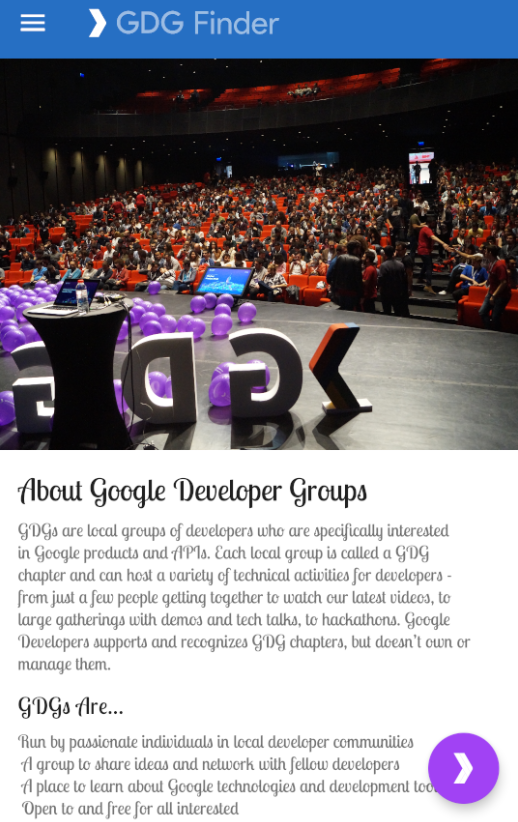 GDG Finder
GDG
About Google Developer Groups
GDGs are local groups of developers who are specifically interested
in Google products and APIs. Each local group is called a GDG
chapter and can host a variety of technical activities for developers -
from just a few people getting together to watch our latest videos, to
large gatherings with demos and tech talks, to hackathons. Google
Developers supports and recognizes GDG chapters, but doesn't own or
manage them.
GDGs Are...
Run by passionate individuals in local developer communities
A group to share ideas and network with fellow developers
A place to learn about Google technologies and development
Open to and free for all interested